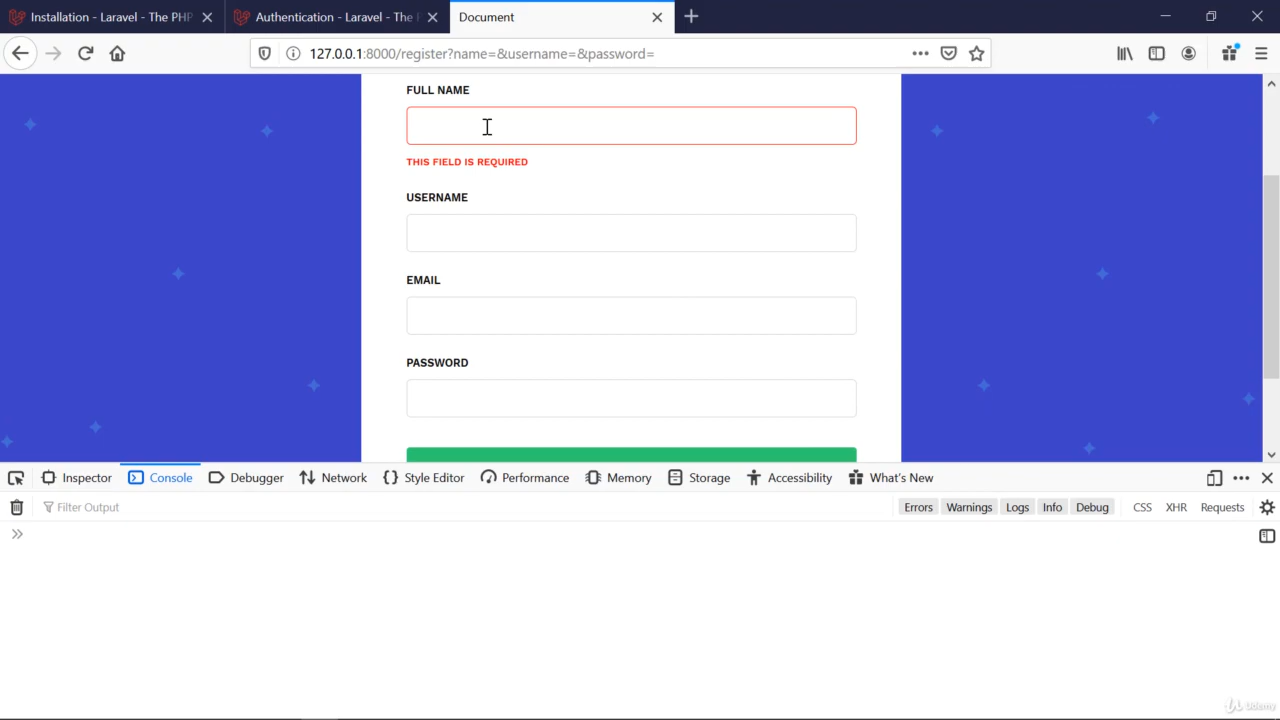 Installation - Laravel - The PHP
Authentication - Laravel - The P
Document
127.0.0.1:8000/register?name=&username=&password=
FULL NAME
THIS FIELD IS REQUIRED
USERNAME
EMAIL
PASSWORD
Inspector
Console
Debugger
Network
Style Editor
Performance
Memory
Storage
Accessibility
What's New
Filter Output
Errors
Warnings
Logs
Info
Debug
CSS
XHR
Requests
Udemy